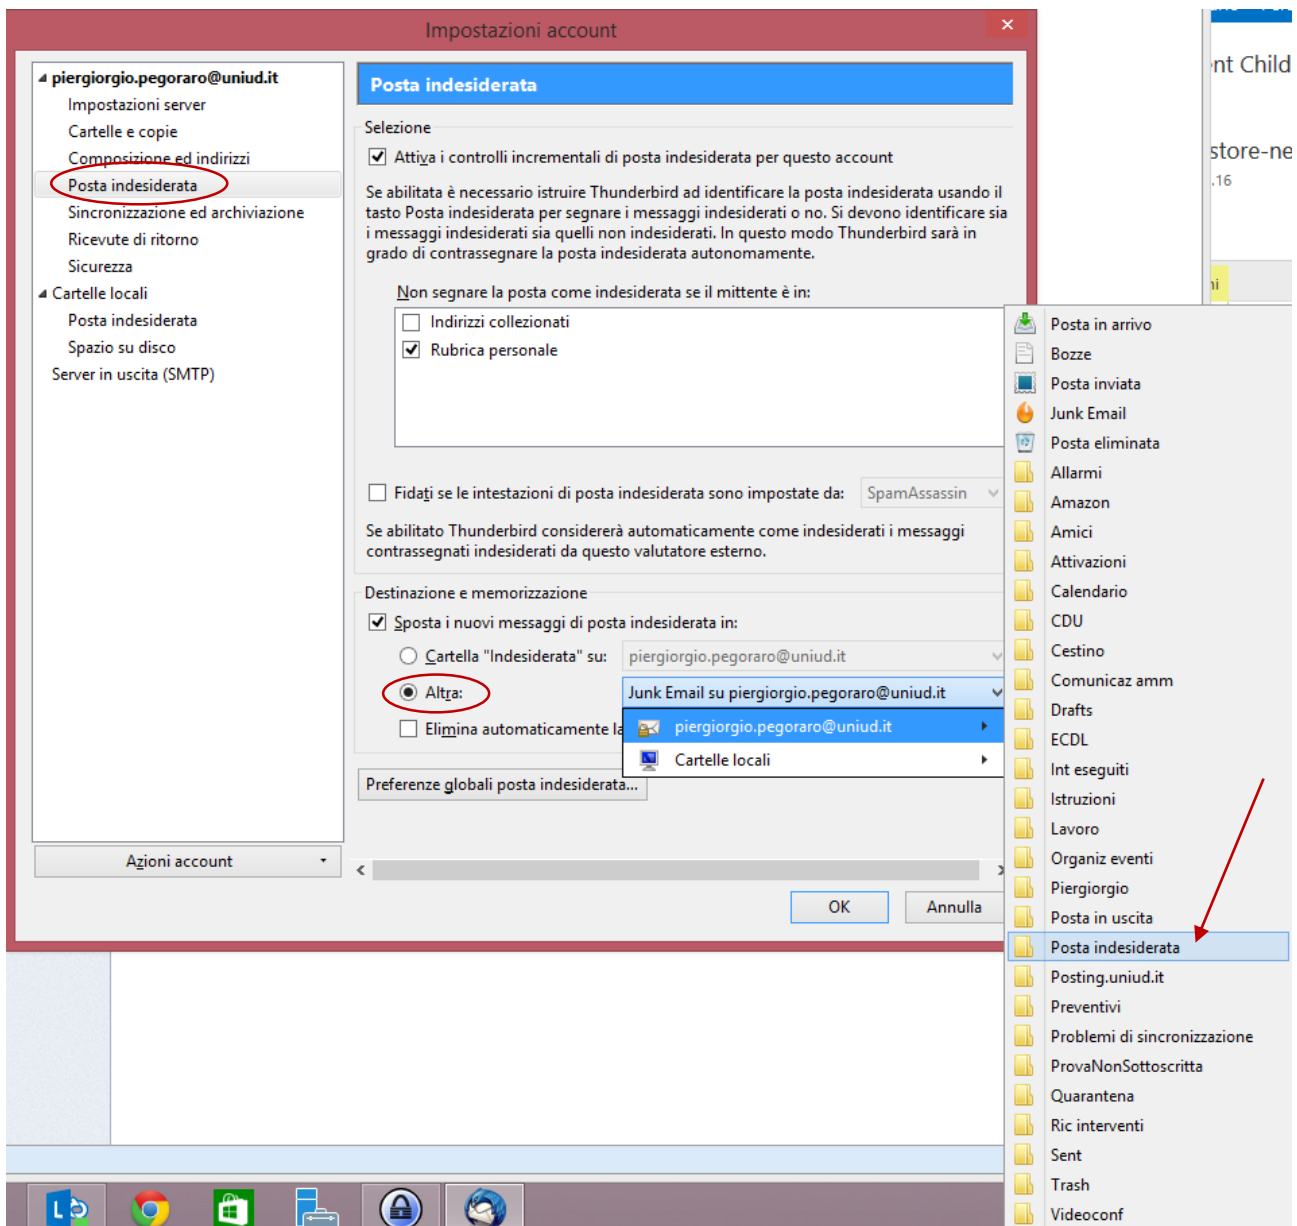 Impostazioni account
piergiorgio.pegoraro@uniud.it
Impostazioni server
Cartelle e copie
Composizione ed indirizzi
Posta indesiderata
Sincronizzazione ed archiviazione
Ricevute di ritorno
Sicurezza
Cartelle locali
Posta indesiderata
Spazio su disco
Server in uscita (SMTP)
Azioni account
Posta indesiderata
Selezione
Attiva i controlli incrementali di posta indesiderata per questo account
Se abilitata è necessario istruire Thunderbird ad identificare la posta indesiderata usando il
tasto Posta indesiderata per segnare i messaggi indesiderati o no. Si devono identificare sia
i messaggi indesiderati sia quelli non indesiderati. In questo modo Thunderbird sarà in
grado di contrassegnare la posta indesiderata autonomamente.
Non segnare la posta come indesiderata se il mittente è in:
Indirizzi collezionati
Rubrica personale
Fidati se le intestazioni di posta indesiderata sono impostate da: SpamAssassin
Se abilitato Thunderbird considererà automaticamente come indesiderati i messaggi
contrassegnati indesiderati da questo valutatore esterno.
Destinazione e memorizzazione
Sposta i nuovi messaggi di posta indesiderata in:
Cartella "Indesiderata" su: piergiorgio.pegoraro@uniud.it
Altra: Junk Email su piergiorgio.pegoraro@uniud.it
Elimina automaticamente la
piergiorgio.pegoraro@uniud.it
Cartelle locali
Preferenze globali posta indesiderata...
OK Annulla
nt Child
store-ne
.16
ni
Posta in arrivo
Bozze
Posta inviata
Junk Email
Posta eliminata
Allarmi
Amazon
Amici
Attivazioni
Calendario
CDU
Cestino
Comunicaz amm
Drafts
ECDL
Int eseguiti
Istruzioni
Lavoro
Organiz eventi
Piergiorgio
Posta in uscita
Posta indesiderata
Posting.uniud.it
Preventivi
Problemi di sincronizzazione
ProvaNonSottoscritta
Quarantena
Ric interventi
Sent
Trash
Videoconf